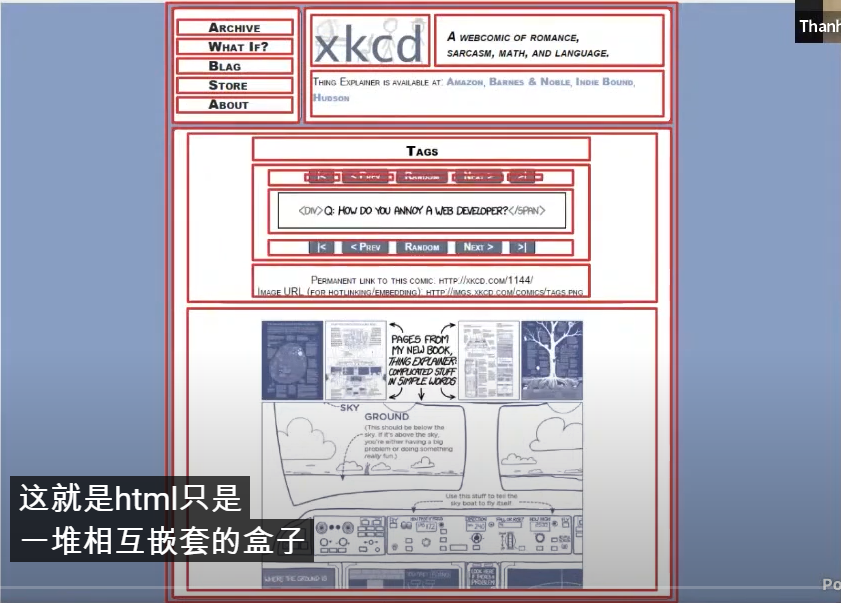 ARCHIVE
WHAT IF?
BLAG
STORE
ABOUT
xkcd
A WEBCOMIC OF ROMANCE,
SARCASM, MATH, AND LANGUAGE.
THING EXPLAINER IS AVAILABLE AT: AMAZON, BARNES & NOBLE, INDIE BOUND,
HUDSON
Thanh
TAGS
|< < PREV RANDOM NEXT > >|
<DIV>Q: HOW DO YOU ANNOY A WEB DEVELOPER?</SPAN>
|< < PREV RANDOM NEXT > >|
PERMANENT LINK TO THIS COMIC: HTTP://XKCD.COM/1144/
IMAGE URL (FOR HOTLINKING/EMBEDDING): HTTP://IMGS.XKCD.COM/COMICS/TAGS.PNG
PAGES FROM
MY NEW BOOK,
THING EXPLAINER:
COMPLICATED STUFF
IN SIMPLE WORDS
SKY
GROUND
(This should be below the
sky. If it's above the sky,
you're either having a big
problem or doing something
really fun.)
Use this stuff to tell the
sky boat to fly itself.
WHERE THE GROUND IS
这就是html只是
一堆相互嵌套的盒子
Po